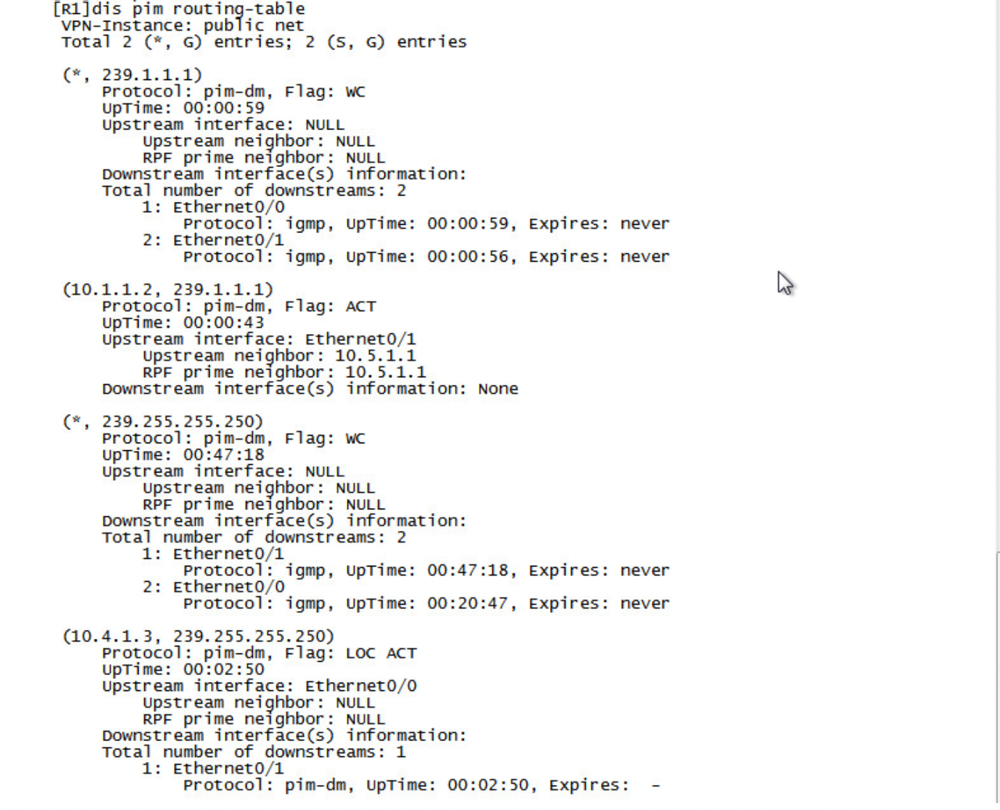 [R1]dis pim routing-table
VPN-Instance: public net
Total 2 (*, G) entries; 2 (S, G) entries
(*, 239.1.1.1)
Protocol: pim-dm, Flag: WC
UpTime: 00:00:59
Upstream interface: NULL
Upstream neighbor: NULL
RPF prime neighbor: NULL
Downstream interface(s) information:
Total number of downstreams: 2
1: Ethernet0/0
Protocol: igmp, UpTime: 00:00:59, Expires: never
2: Ethernet0/1
Protocol: igmp, UpTime: 00:00:56, Expires: never
(10.1.1.2, 239.1.1.1)
Protocol: pim-dm, Flag: ACT
UpTime: 00:00:43
Upstream interface: Ethernet0/1
Upstream neighbor: 10.5.1.1
RPF prime neighbor: 10.5.1.1
Downstream interface(s) information: None
(*, 239.255.255.250)
Protocol: pim-dm, Flag: WC
UpTime: 00:47:18
Upstream interface: NULL
Upstream neighbor: NULL
RPF prime neighbor: NULL
Downstream interface(s) information:
Total number of downstreams: 2
1: Ethernet0/1
Protocol: igmp, UpTime: 00:47:18, Expires: never
2: Ethernet0/0
Protocol: igmp, UpTime: 00:20:47, Expires: never
(10.4.1.3, 239.255.255.250)
Protocol: pim-dm, Flag: LOC ACT
UpTime: 00:02:50
Upstream interface: Ethernet0/0
Upstream neighbor: NULL
RPF prime neighbor: NULL
Downstream interface(s) information:
Total number of downstreams: 1
1: Ethernet0/1
Protocol: pim-dm, UpTime: 00:02:50, Expires:  -